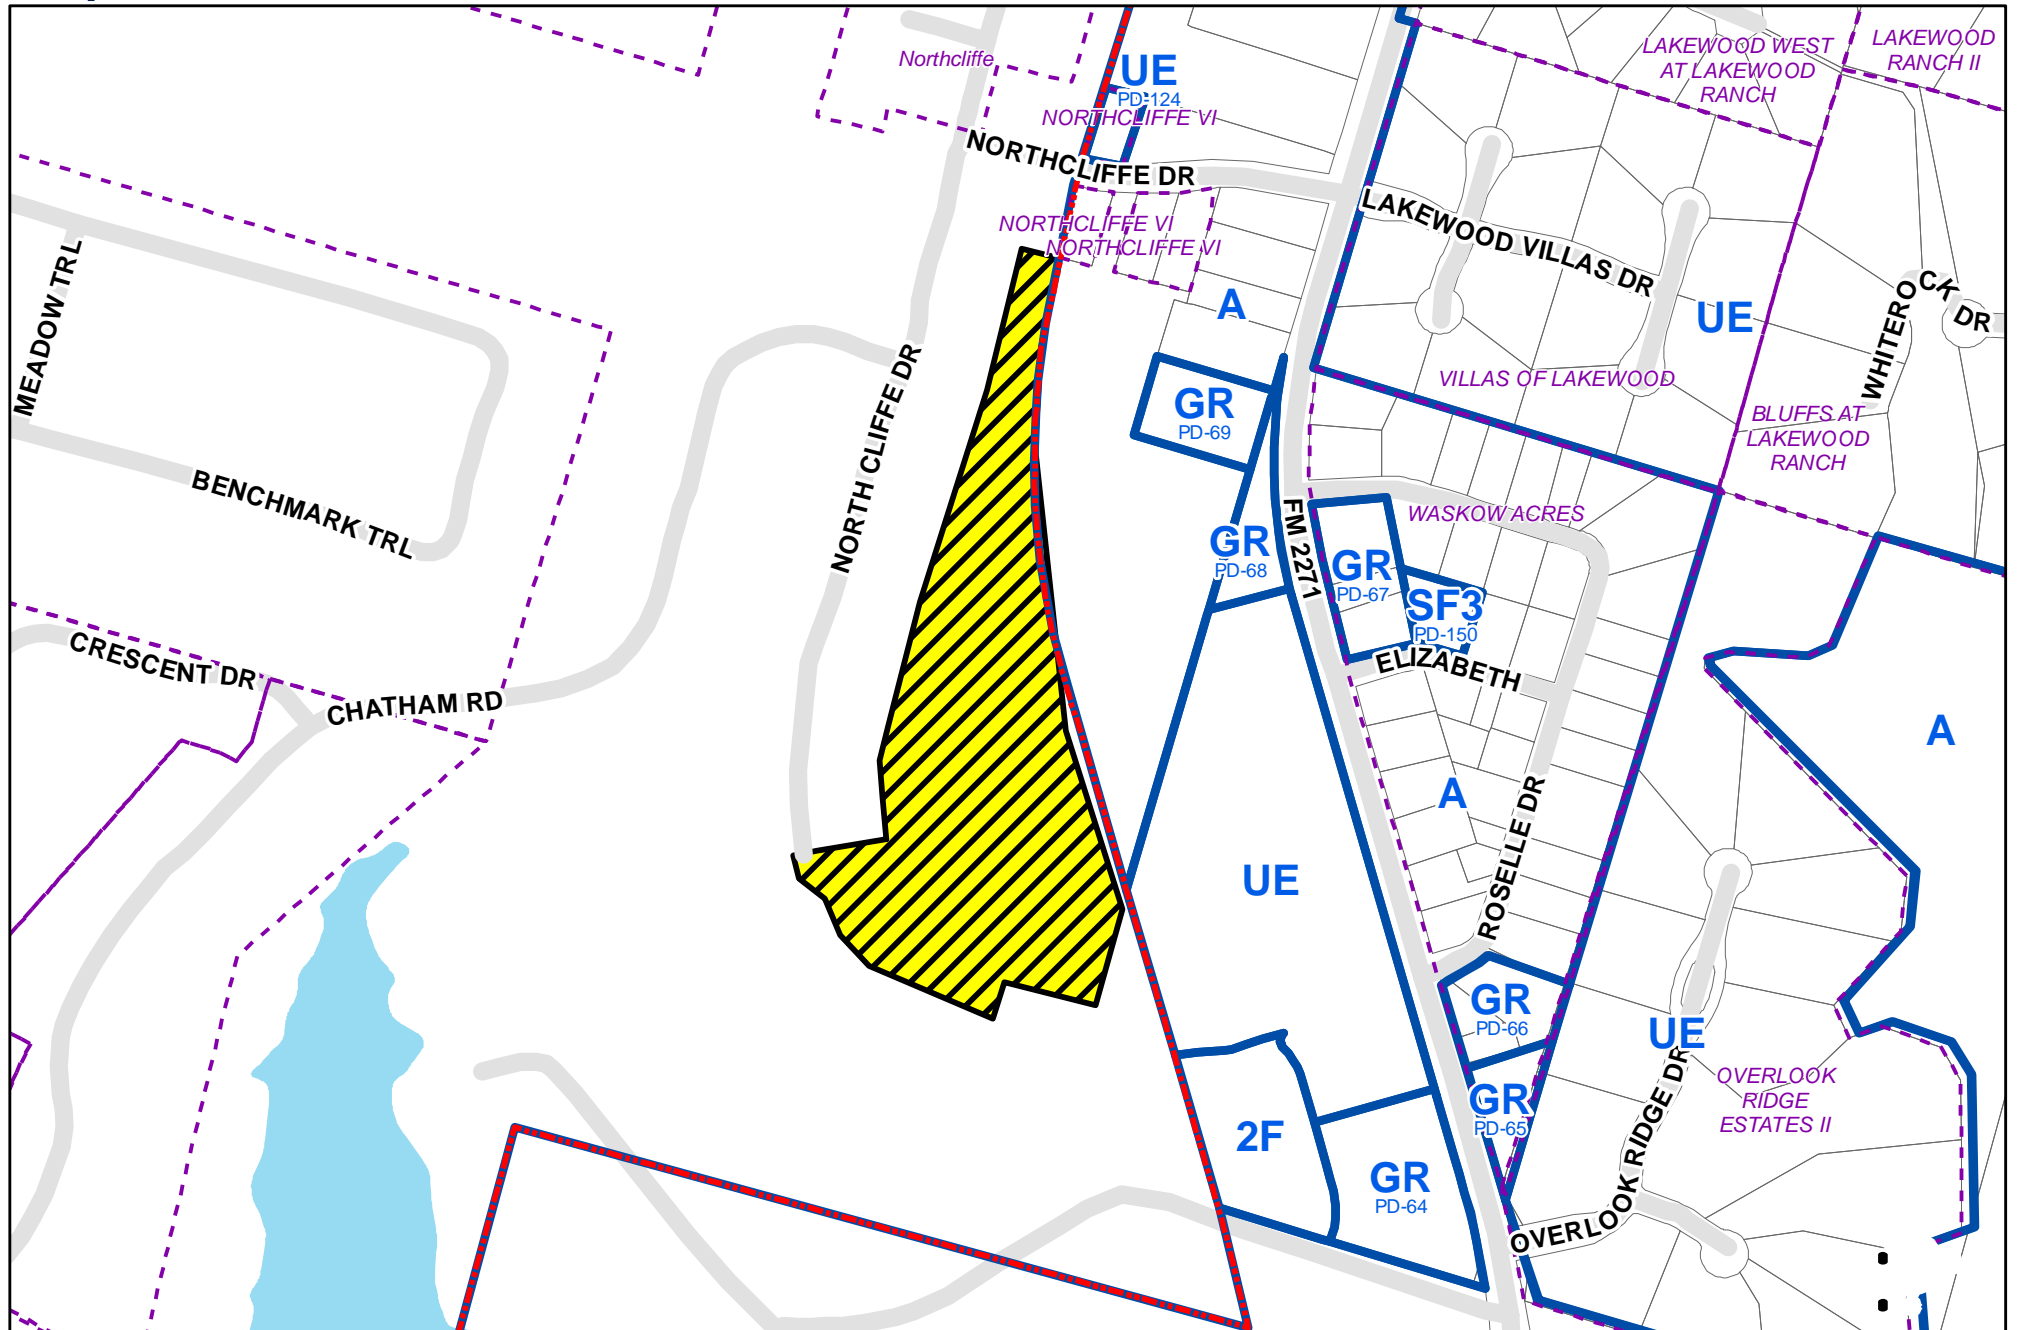 Northcliffe
UE
PD-124
NORTHCLIFFE VI
LAKEWOOD WEST
AT LAKEWOOD
RANCH
LAKEWOOD
RANCH II
NORTHCLIFFE DR
NORTHCLIFFE VI
NORTHCLIFFE VI
LAKEWOOD VILLAS DR
A
UE
WHITEROCK DR
MEADOW TRL
NORTH CLIFFE DR
GR
PD-69
VILLAS OF LAKEWOOD
BLUFFS AT
LAKEWOOD
RANCH
BENCHMARK TRL
WASKOW ACRES
FM 2271
GR
PD-68
GR
PD-67
SF3
PD-150
ELIZABETH
CRESCENT DR
CHATHAM RD
A
A
ROSELLE DR
UE
GR
PD-66
UE
GR
PD-65
OVERLOOK
RIDGE
ESTATES II
2F
GR
PD-64
OVERLOOK RIDGE DR